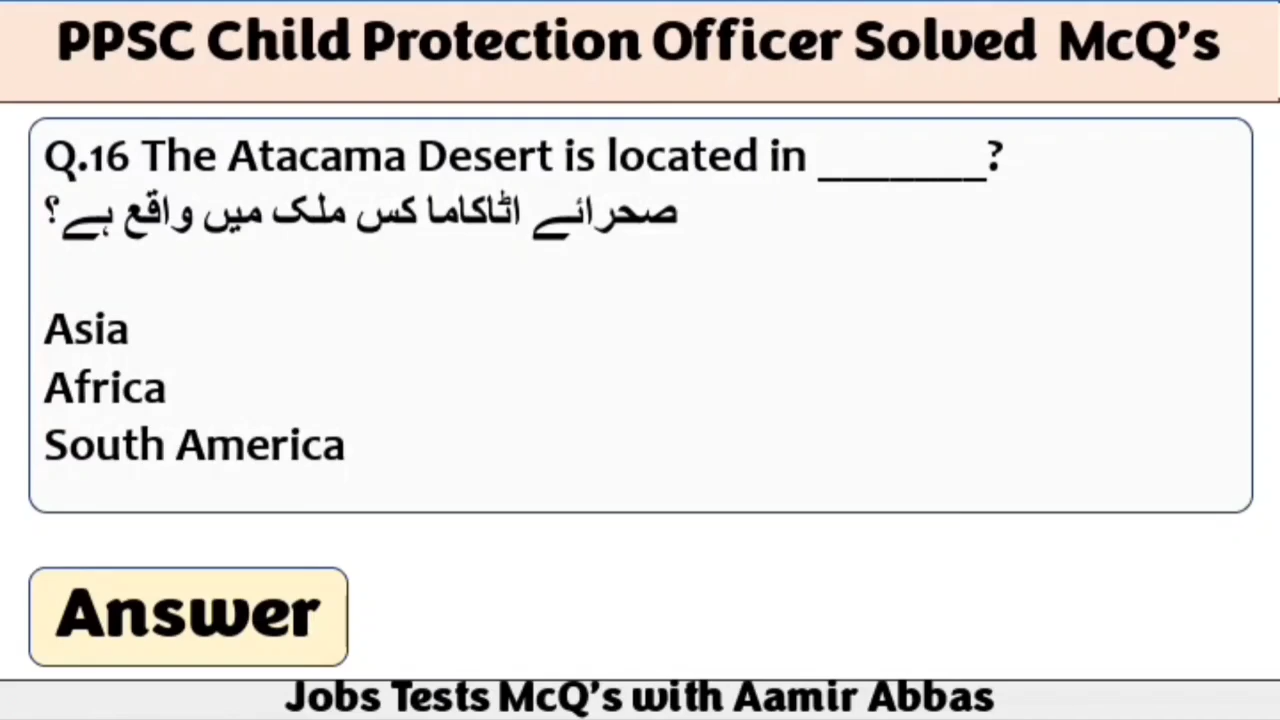 PPSC Child Protection Officer Solved McQ's
Q.16 The Atacama Desert is located in _______?
صحرائے اٹاکاما کس ملک میں واقع ہے؟
Asia
Africa
South America
Answer
Jobs Tests McQ's with Aamir Abbas